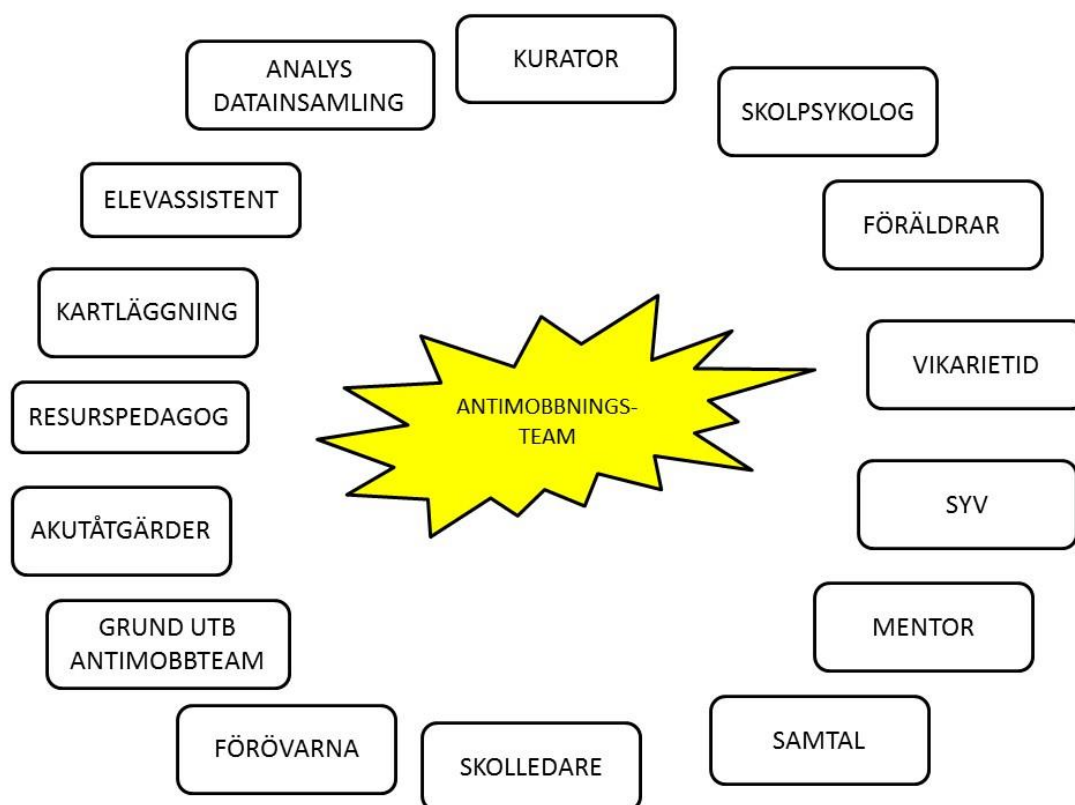 ANALYS
DATAINSAMLING
KURATOR
SKOLPSYKOLOG
ELEVASSISTENT
FÖRÄLDRAR
KARTLÄGGNING
VIKARIETID
RESURSPEDAGOG
ANTIMOBBNINGS-
TEAM
AKUTÅTGÄRDER
SYV
GRUND UTB
ANTIMOBBTEAM
MENTOR
FÖRÖVARNA
SKOLLEDARE
SAMTAL